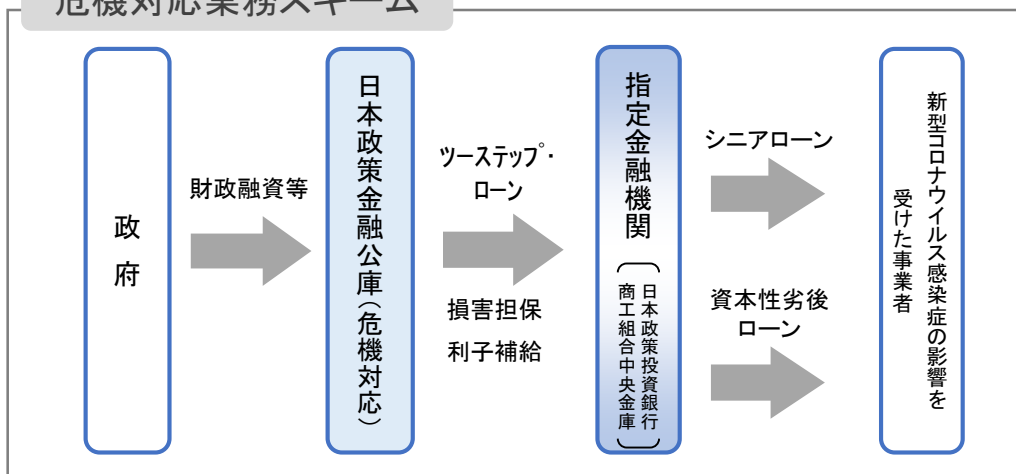 危機対応業務スキーム
政府
財政融資等
日本政策金融公庫(危機対応)
ツーステップ・
ローン
損害担保
利子補給
指定金融機関
日本政策投資銀行
商工組合中央金庫
シニアローン
資本性劣後
ローン
新型コロナウイルス感染症の影響を
受けた事業者